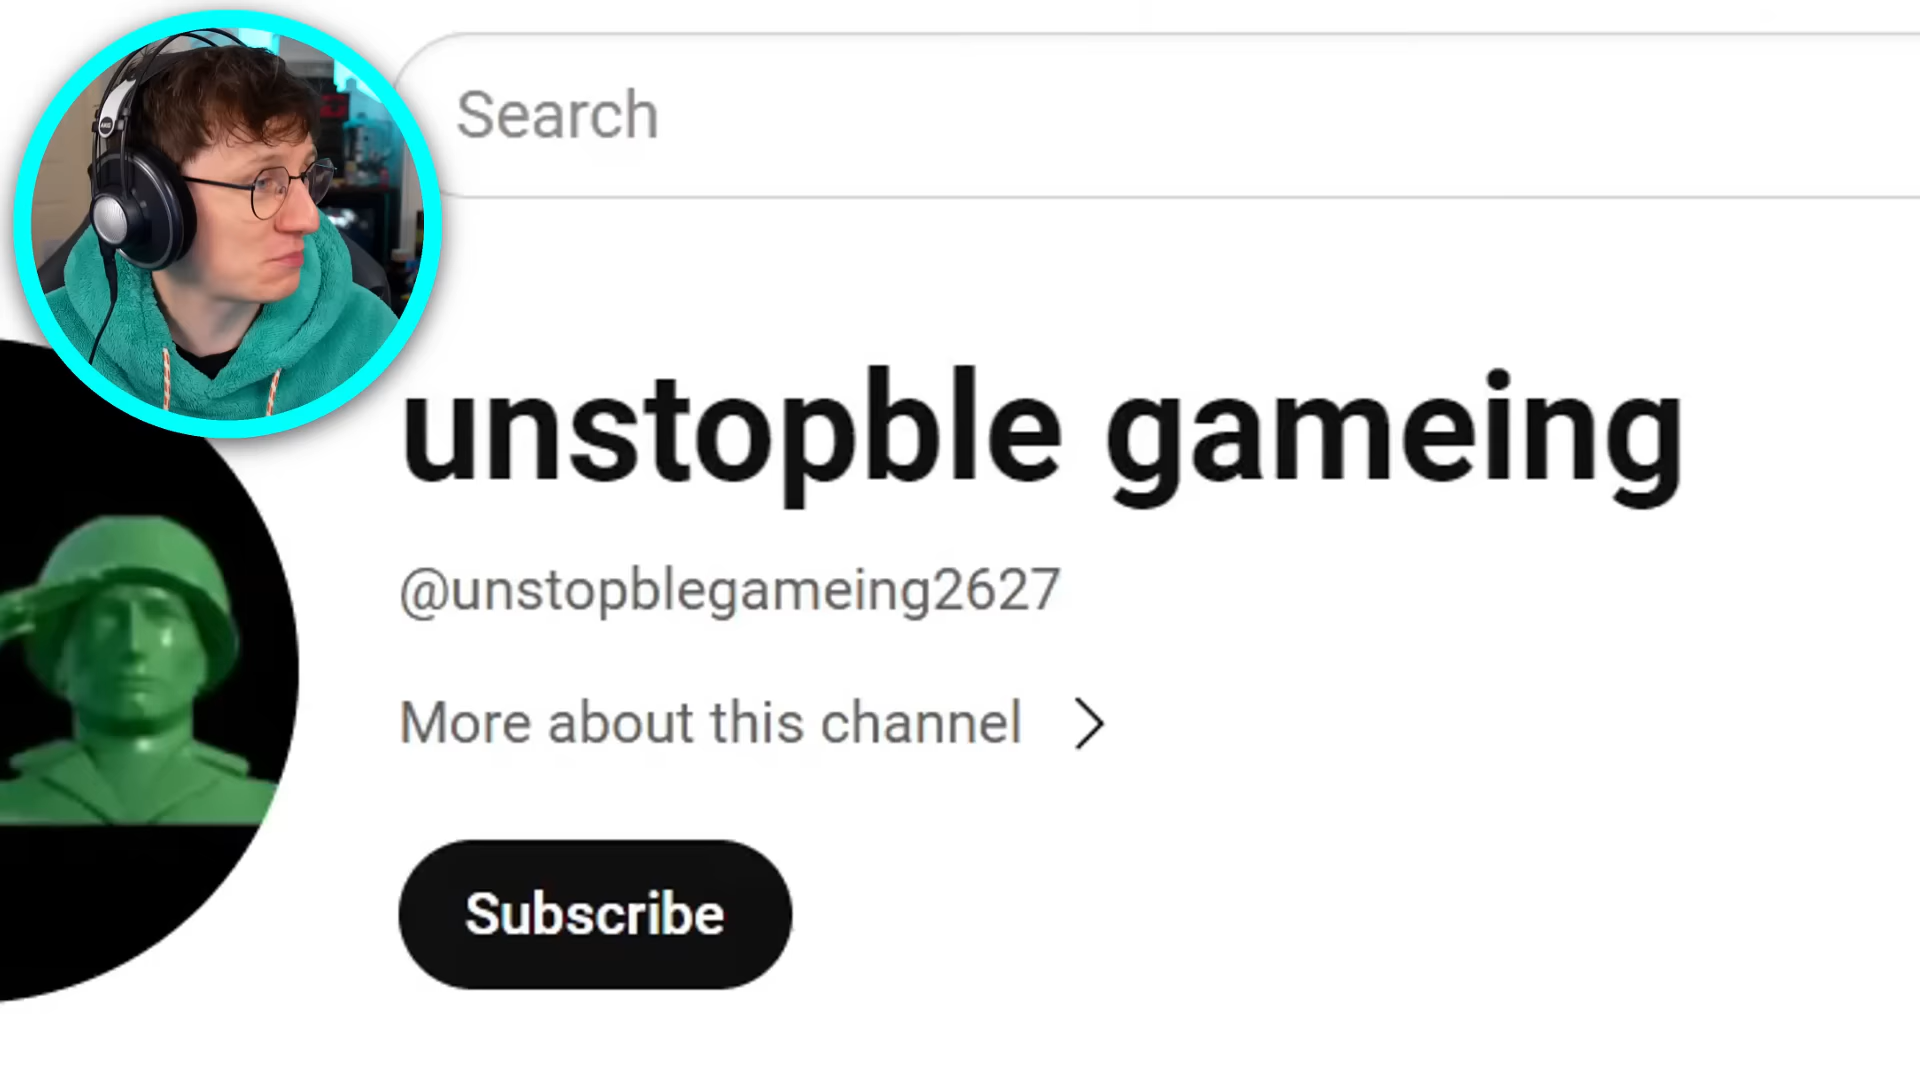 Search
unstopble gameing
@unstopblegameing2627
More about this channel
Subscribe